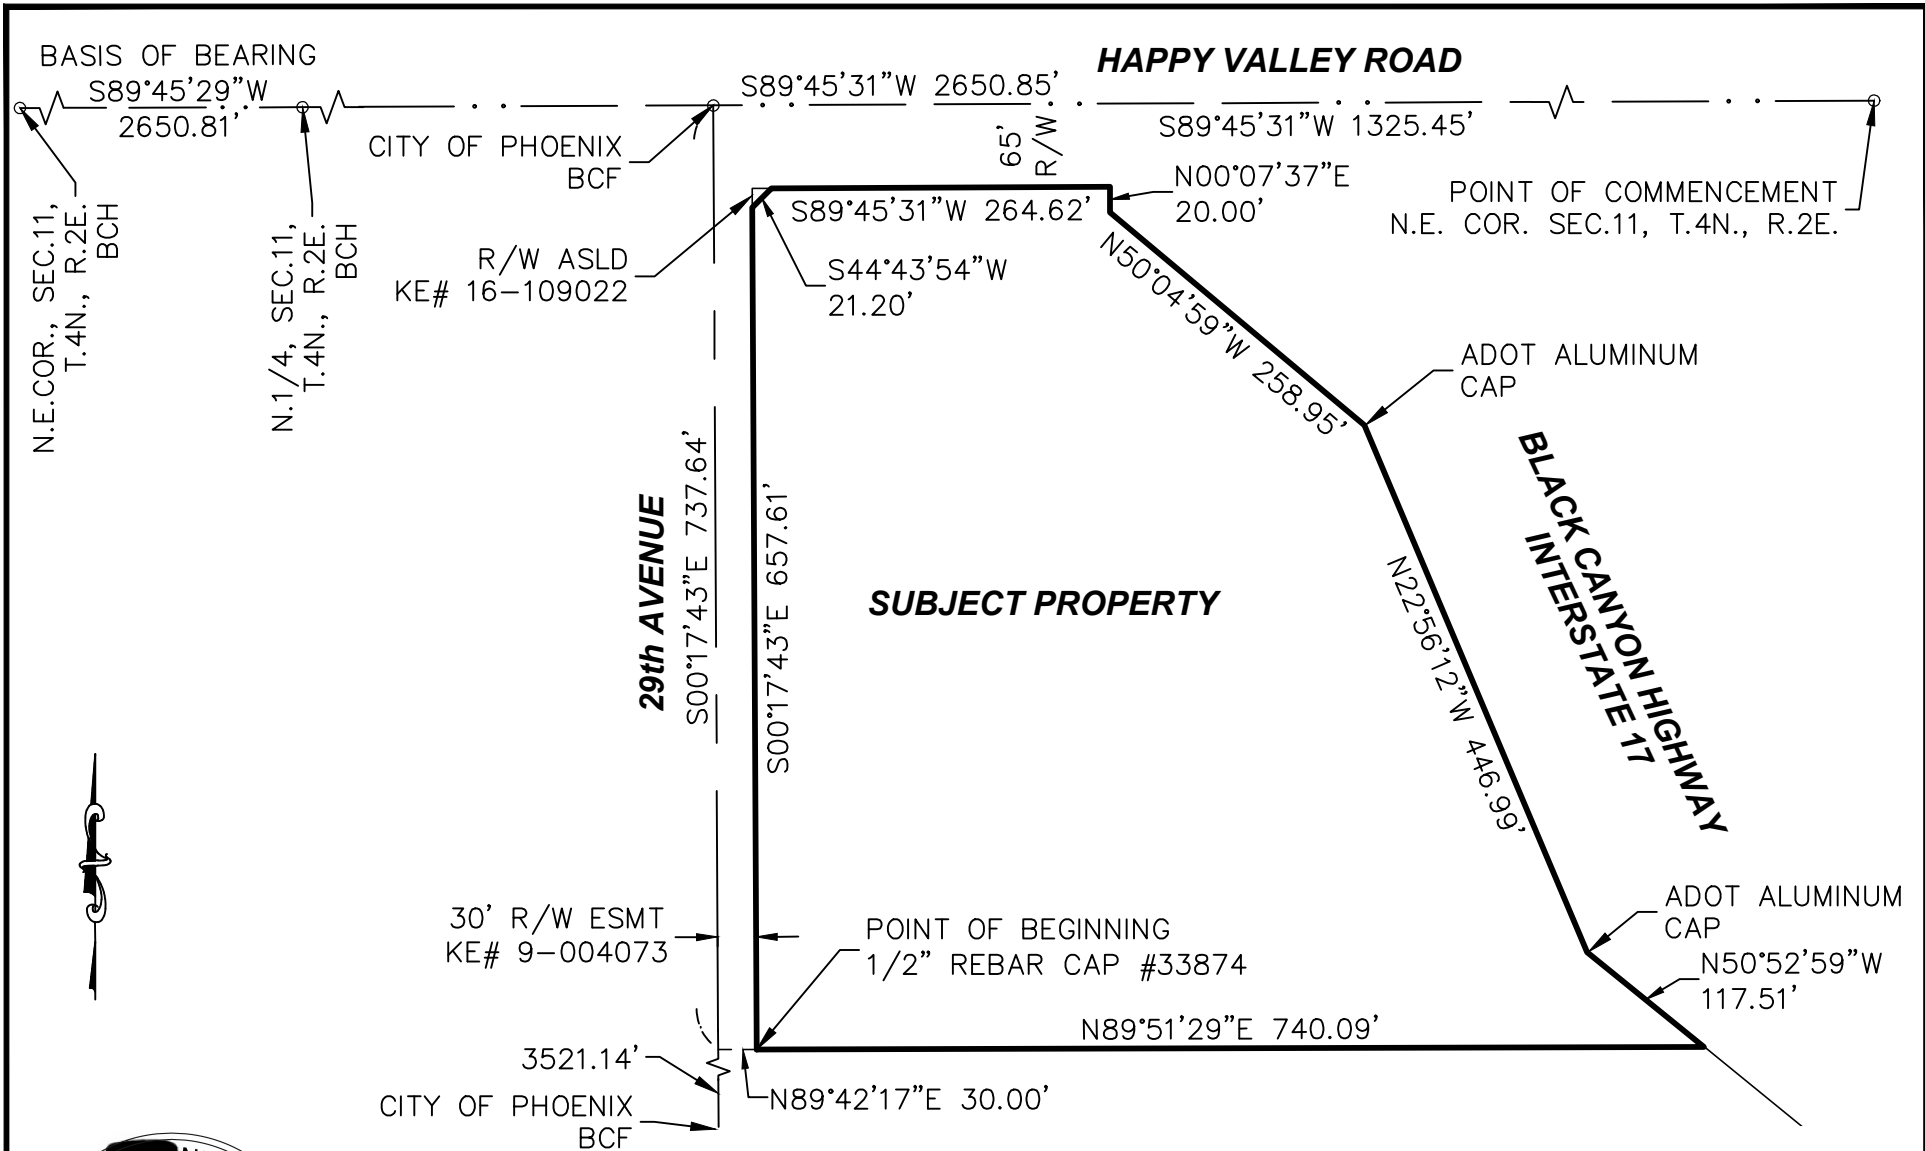 BASIS OF BEARING
S89°45'29"W
2650.81'
S89°45'31"W 2650.85'
HAPPY VALLEY ROAD
S89°45'31"W 1325.45'
CITY OF PHOENIX
BCF
65'
R/W
N00°07'37"E
20.00'
POINT OF COMMENCEMENT
N.E. COR. SEC.11, T.4N., R.2E.
N.E.COR., SEC.11,
T.4N., R.2E.
BCH
N.1/4, SEC.11,
T.4N., R.2E.
BCH
R/W ASLD
KE# 16-109022
S89°45'31"W 264.62'
S44°43'54"W
21.20'
N50°04'59"W 258.95'
ADOT ALUMINUM
CAP
29th AVENUE
S00°17'43"E 737.64'
S00°17'43"E 657.61'
SUBJECT PROPERTY
N22°56'12"W 446.99'
BLACK CANYON HIGHWAY
INTERSTATE 17
30' R/W ESMT
KE# 9-004073
POINT OF BEGINNING
1/2" REBAR CAP #33874
ADOT ALUMINUM
CAP
N50°52'59"W
117.51'
N89°51'29"E 740.09'
3521.14'
N89°42'17"E 30.00'
CITY OF PHOENIX
BCF